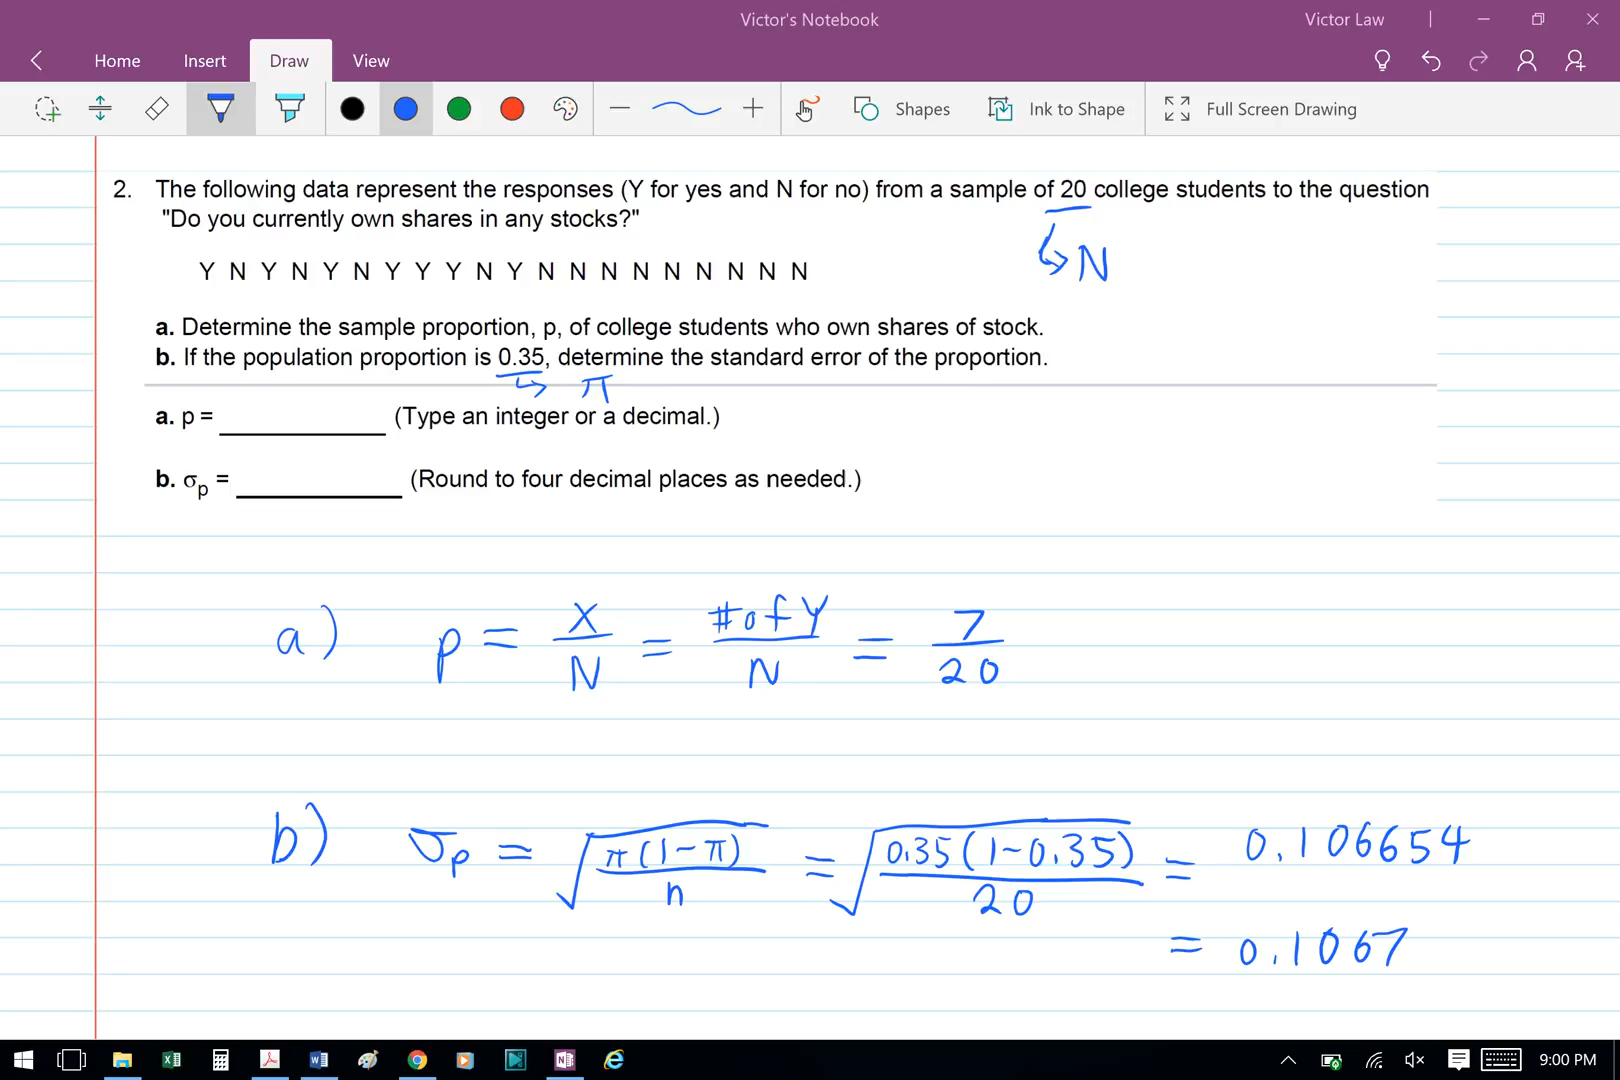 Victor's Notebook
Victor Law
Home Insert Draw View
Shapes Ink to Shape Full Screen Drawing
2. The following data represent the responses (Y for yes and N for no) from a sample of 20 college students to the question
"Do you currently own shares in any stocks?"
N
Y N Y N Y N Y Y Y N Y N N N N N N N N N
a. Determine the sample proportion, p, of college students who own shares of stock.
b. If the population proportion is 0.35, determine the standard error of the proportion.
π
a. p = (Type an integer or a decimal.)
b. σp = (Round to four decimal places as needed.)
a) p = X/N = # of Y/N = 7/20
b) σp = √(π(1-π)/n) = √(0.35(1-0.35)/20) = 0.106654
= 0.1067
9:00 PM